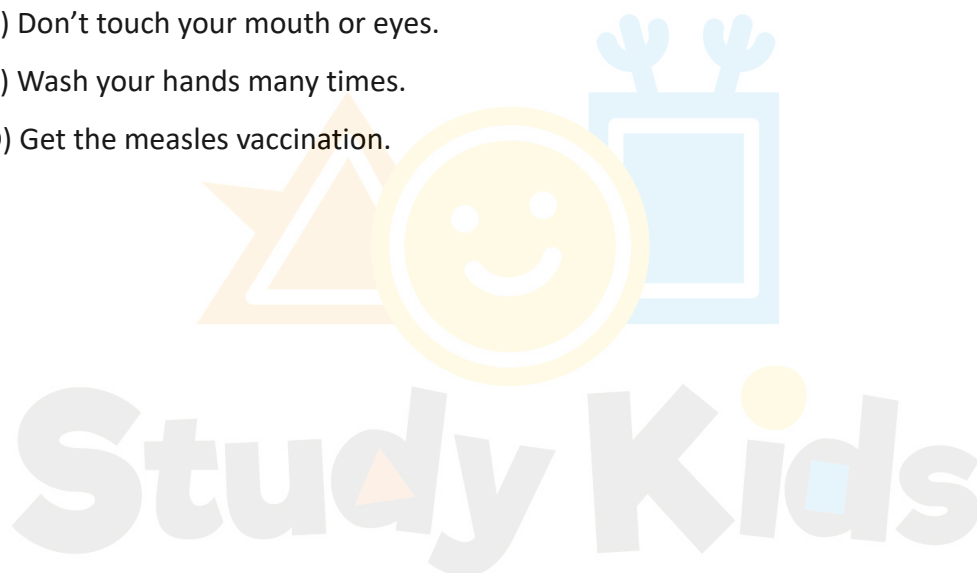 ) Don’t touch your mouth or eyes.
) Wash your hands many times.
) Get the measles vaccination.
Study Kids